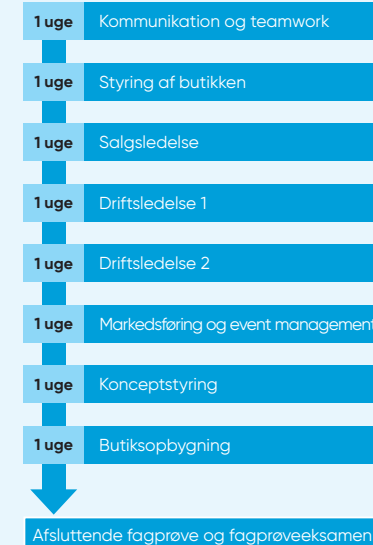 1 uge Kommunikation og teamwork
1 uge Styring af butikken
1 uge Salgsledelse
1 uge Driftsledelse 1
1 uge Driftsledelse 2
1 uge Markedsføring og event management
1 uge Konceptstyring
1 uge Butiksopbygning
Afsluttende fagprøve og fagprøveeksamen